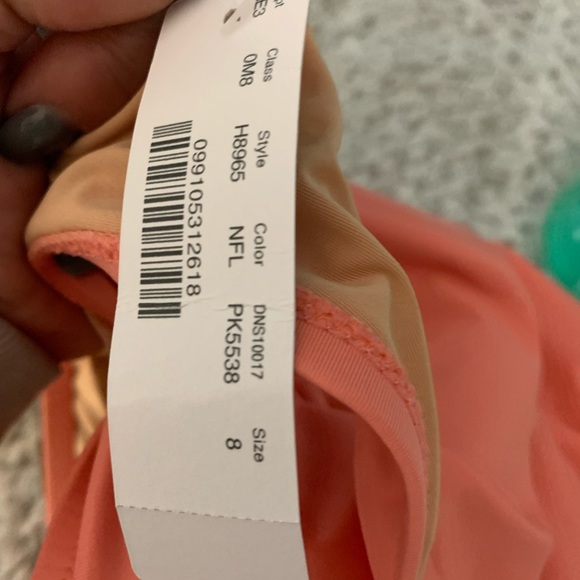 Class Style Color DNS10017 Size
0M8 H8965 NFL PK5538 8
099105312618